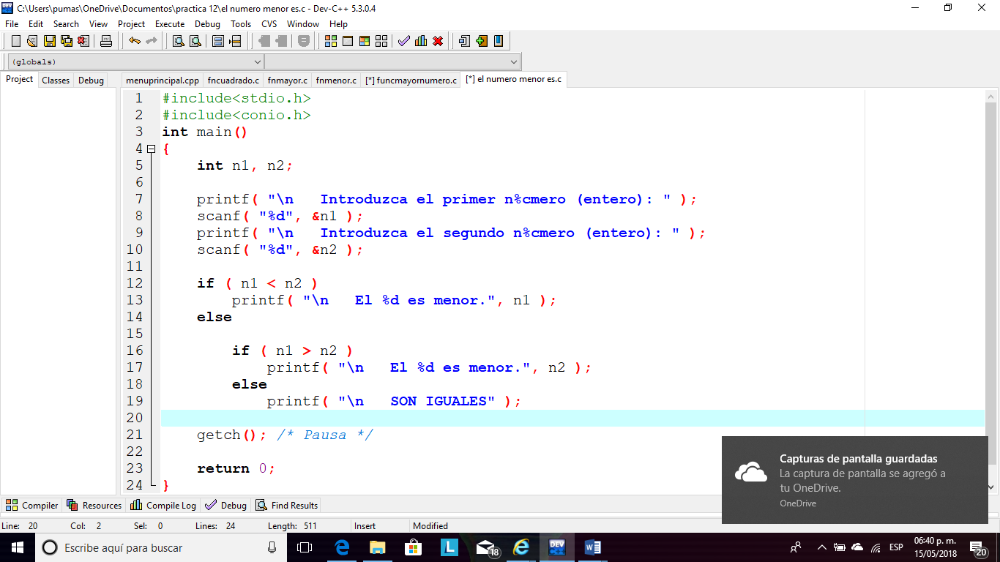 C:\Users\pumas\OneDrive\Documentos\practica 12\el numero menor es.c - Dev-C++ 5.3.0.4
File Edit Search View Project Execute Debug Tools CVS Window Help
(globals)
Project Classes Debug menuprincipal.cpp fncuadrado.c fnmayor.c fnmenor.c [*] funcmayornumero.c [*] el numero menor es.c
1 #include<stdio.h>
2 #include<conio.h>
3 int main()
4 {
5 int n1, n2;
6
7 printf( "\n   Introduzca el primer n%cmero (entero): " );
8 scanf( "%d", &n1 );
9 printf( "\n   Introduzca el segundo n%cmero (entero): " );
10 scanf( "%d", &n2 );
11
12 if ( n1 < n2 )
13 printf( "\n   El %d es menor.", n1 );
14 else
15
16 if ( n1 > n2 )
17 printf( "\n   El %d es menor.", n2 );
18 else
19 printf( "\n   SON IGUALES" );
20
21 getch(); /* Pausa */
22
23 return 0;
24 }
Capturas de pantalla guardadas
La captura de pantalla se agregó a
tu OneDrive.
OneDrive
Compiler Resources Compile Log Debug Find Results
Line: 20 Col: 2 Sel: 0 Lines: 24 Length: 511 Insert Modified
Escribe aquí para buscar
L 18 DEV ESP
06:40 p. m.
15/05/2018
20